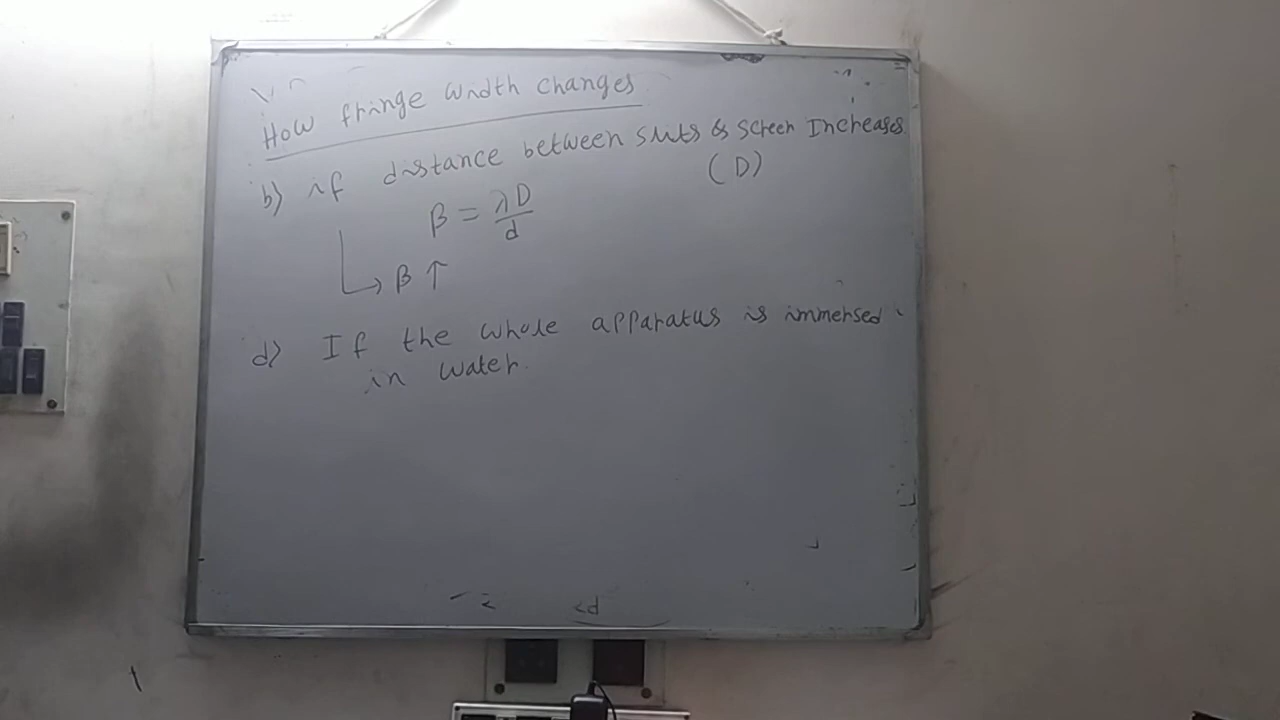 How fringe width changes
b) if distance between slits & screen Increases
(D)
β = λD/d
↳ β ↑
d) If the whole apparatus is immersed
in water.
<d